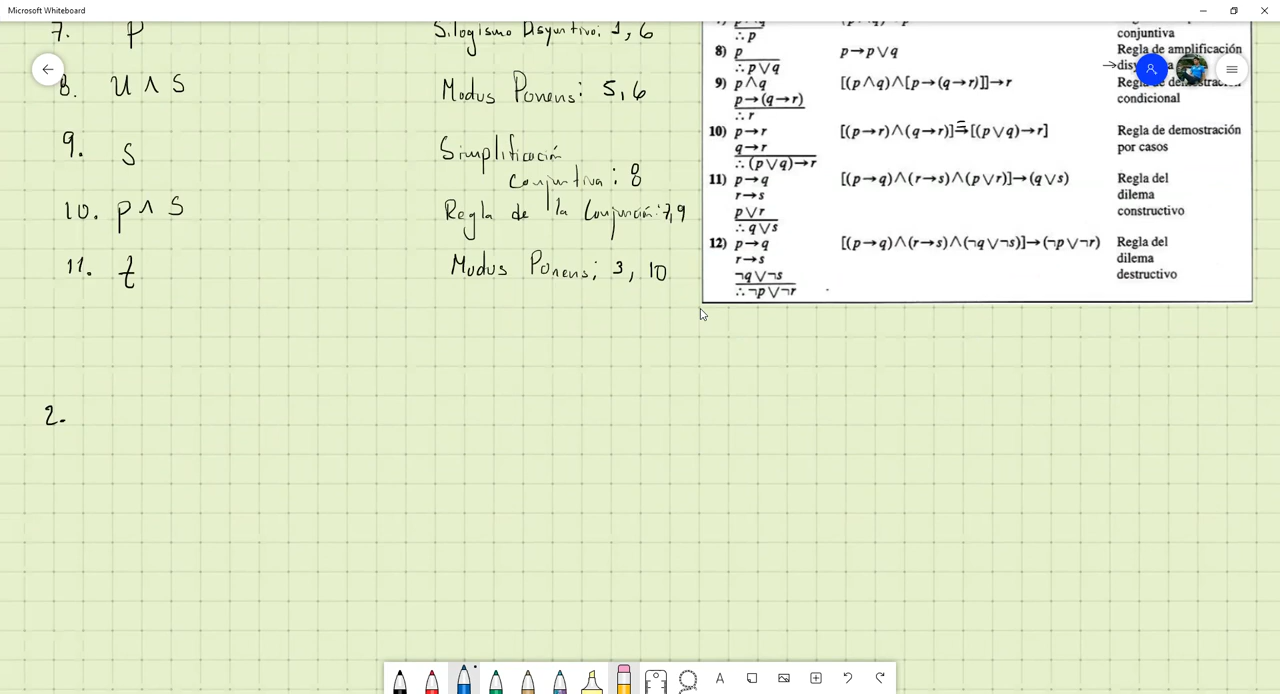 Microsoft Whiteboard
7. P Silogismo Disyuntivo: 1, 6
8. U ∧ S Modus Ponens: 5, 6
9. S Simplificación
Conjuntiva: 8
10. p ∧ S Regla de la Conjunción: 7, 9
11. t Modus Ponens; 3, 10
2.
∴ p
conjuntiva
8) p p→p∨q Regla de amplificación
∴ p∨q
9) p∧q [(p∧q)∧[p→(q→r)]]→r
p→(q→r) condicional
∴ r
10) p→r [(p→r)∧(q→r)]→[(p∨q)→r] Regla de demostración
q→r por casos
∴ (p∨q)→r
11) p→q [(p→q)∧(r→s)∧(p∨r)]→(q∨s) Regla del
r→s dilema
p∨r constructivo
∴ q∨s
12) p→q [(p→q)∧(r→s)∧(¬q∨¬s)]→(¬p∨¬r) Regla del
r→s dilema
¬q∨¬s destructivo
∴ ¬p∨¬r
A